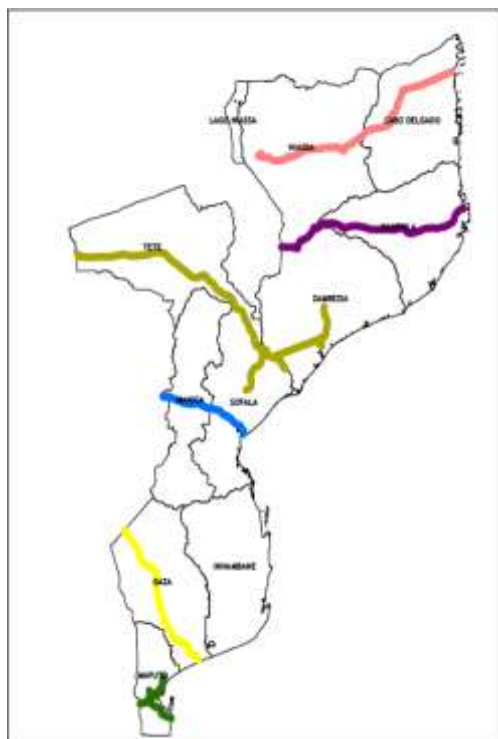 LAGO NIASSA
CABO DELGADO
NIASSA
NAMPULA
TETE
ZAMBEZIA
MANICA
SOFALA
INHAMBANE
GAZA
MAPUTO